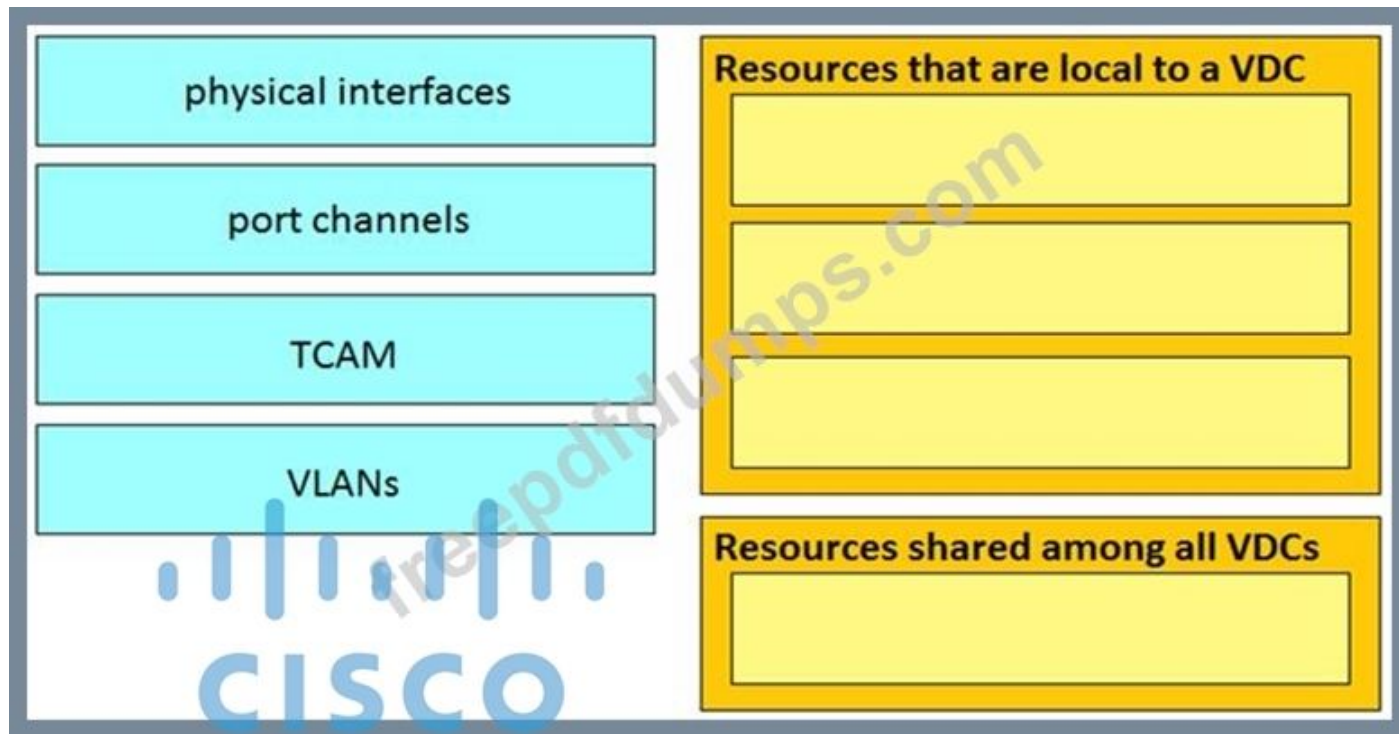 physical interfaces
port channels
TCAM
VLANs
Resources that are local to a VDC
Resources shared among all VDCs
freepdfdumps.com
CISCO